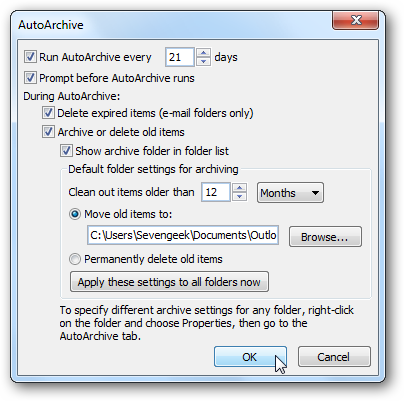 AutoArchive
Run AutoArchive every 21 days
Prompt before AutoArchive runs
During AutoArchive:
Delete expired items (e-mail folders only)
Archive or delete old items
Show archive folder in folder list
Default folder settings for archiving
Clean out items older than 12 Months
Move old items to:
C:\Users\Sevengeek\Documents\Outlo Browse...
Permanently delete old items
Apply these settings to all folders now
To specify different archive settings for any folder, right-click
on the folder and choose Properties, then go to the
AutoArchive tab.
OK Cancel